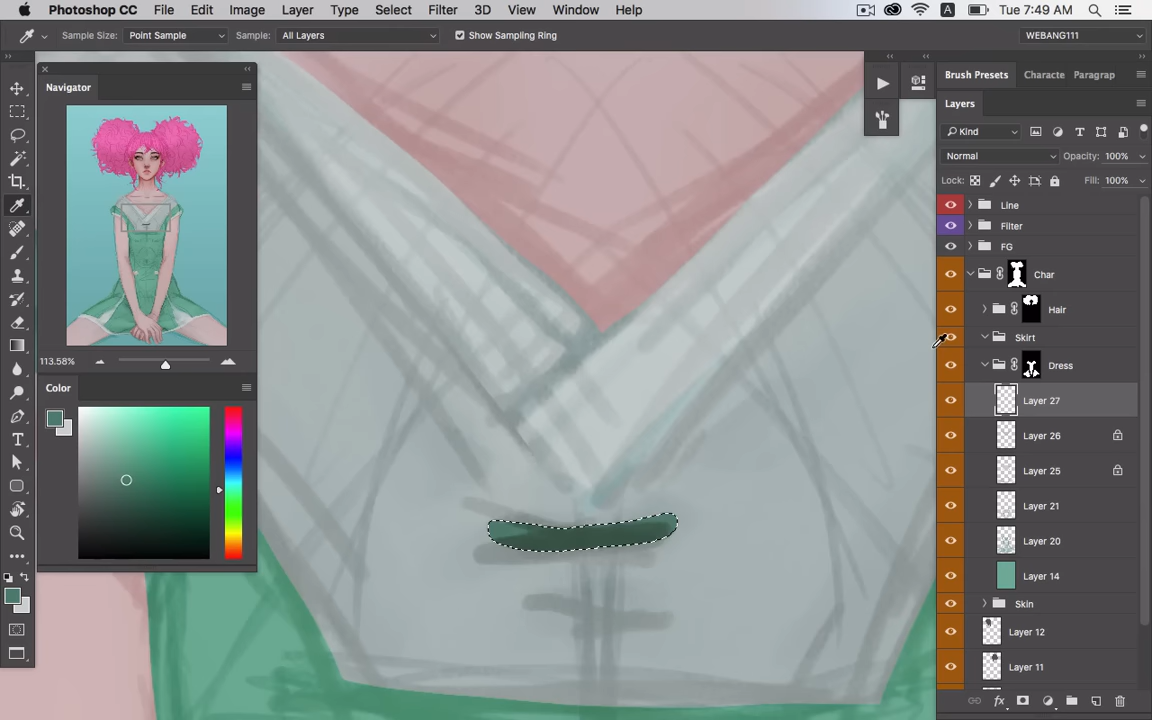 Photoshop CC File Edit Image Layer Type Select Filter 3D View Window Help A Tue 7:49 AM
Sample Size: Point Sample Sample: All Layers Show Sampling Ring WEBANG111
Navigator
113.58%
Color
T
Brush Presets Characte Paragrap
Layers
Kind T
Normal Opacity: 100%
Lock: Fill: 100%
Line
Filter
FG
Char
Hair
Skirt
Dress
Layer 27
Layer 26
Layer 25
Layer 21
Layer 20
Layer 14
Skin
Layer 12
Layer 11
fx